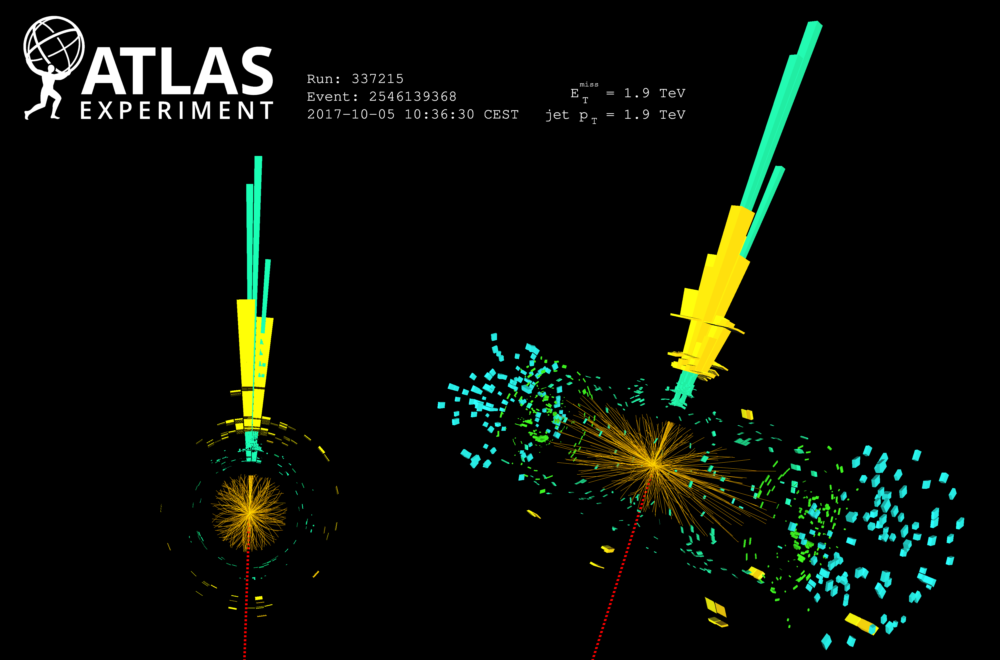 ATLAS
EXPERIMENT
Run: 337215
Event: 2546139368
2017-10-05 10:36:30 CEST
E_T^miss = 1.9 TeV
jet p_T = 1.9 TeV